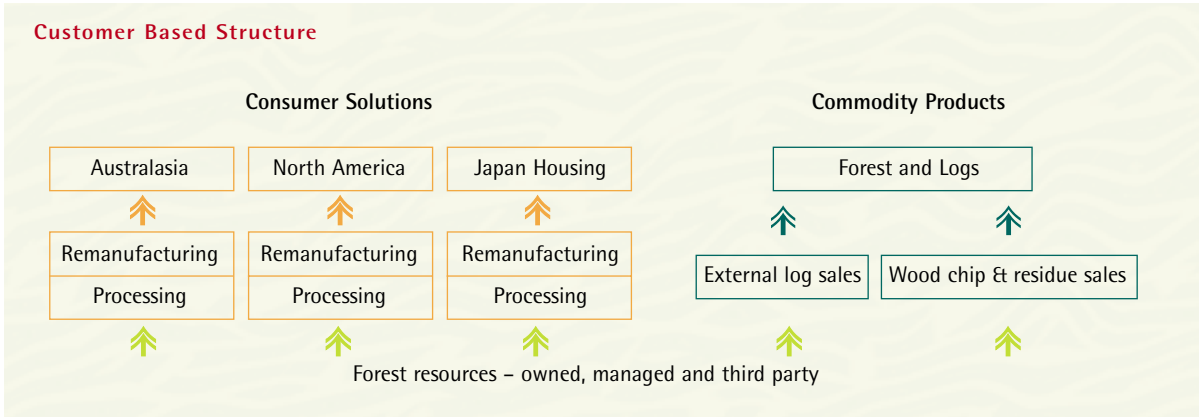 Customer Based Structure
Consumer Solutions
Commodity Products
Australasia
North America
Japan Housing
Forest and Logs
Remanufacturing
Remanufacturing
Remanufacturing
External log sales
Wood chip & residue sales
Processing
Processing
Processing
Forest resources – owned, managed and third party